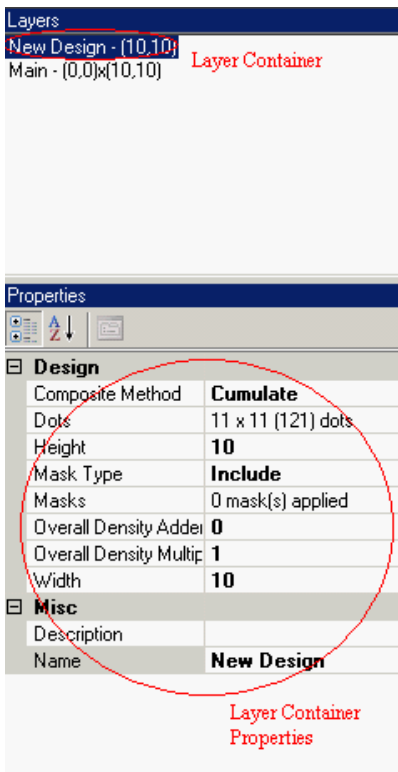 Layers
New Design - (10,10)
Layer Container
Main - (0,0)x(10,10)
Properties
Design
Composite Method Cumulate
Dots 11 x 11 (121) dots
Height 10
Mask Type Include
Masks 0 mask(s) applied
Overall Density Adder 0
Overall Density Multip 1
Width 10
Misc
Description
Name New Design
Layer Container
Properties